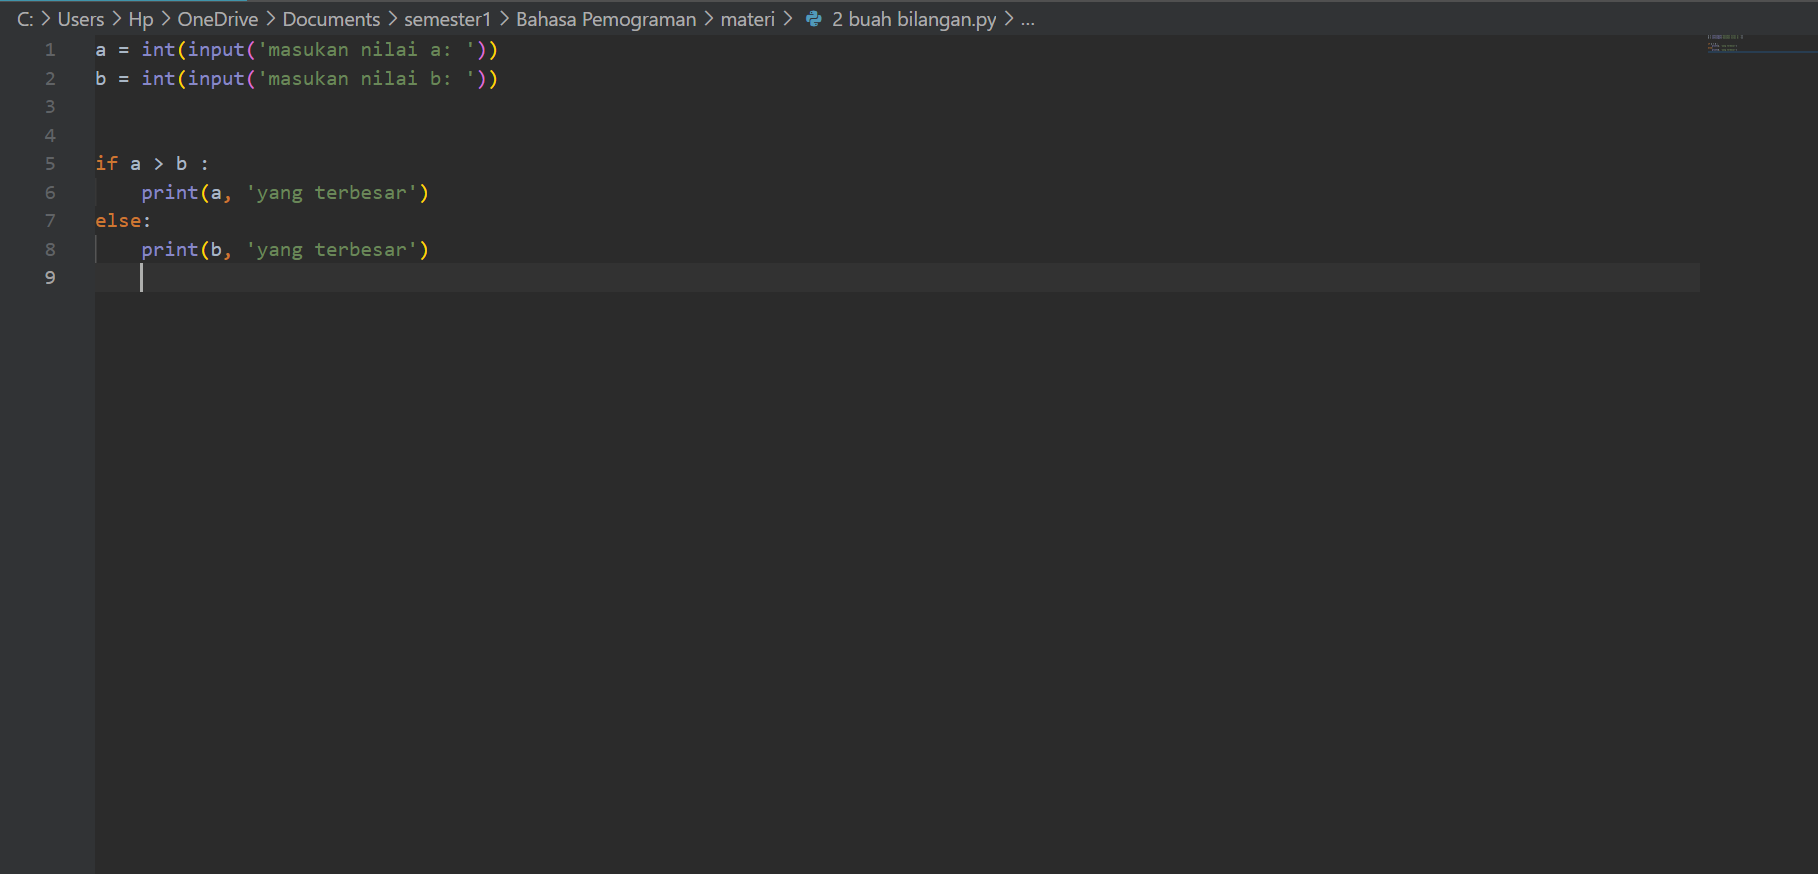 C: > Users > Hp > OneDrive > Documents > semester1 > Bahasa Pemograman > materi > 2 buah bilangan.py > ...
1 a = int(input('masukan nilai a: '))
2 b = int(input('masukan nilai b: '))
3
4
5 if a > b :
6     print(a, 'yang terbesar')
7 else:
8     print(b, 'yang terbesar')
9